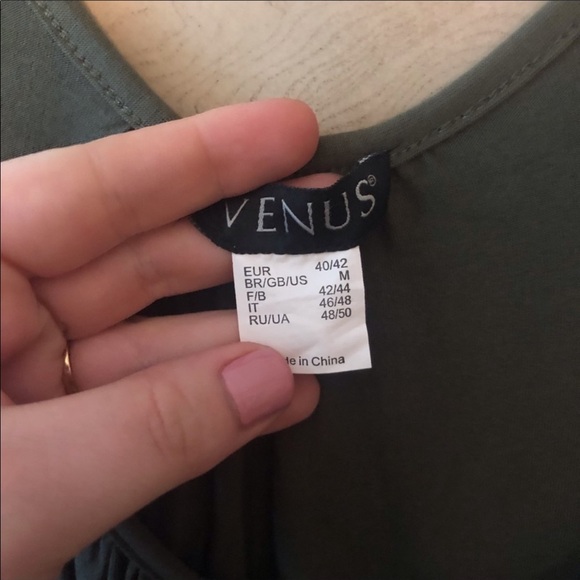 VENUS®
EUR 40/42
BR/GB/US M
F/B 42/44
IT 46/48
RU/UA 48/50
de in China